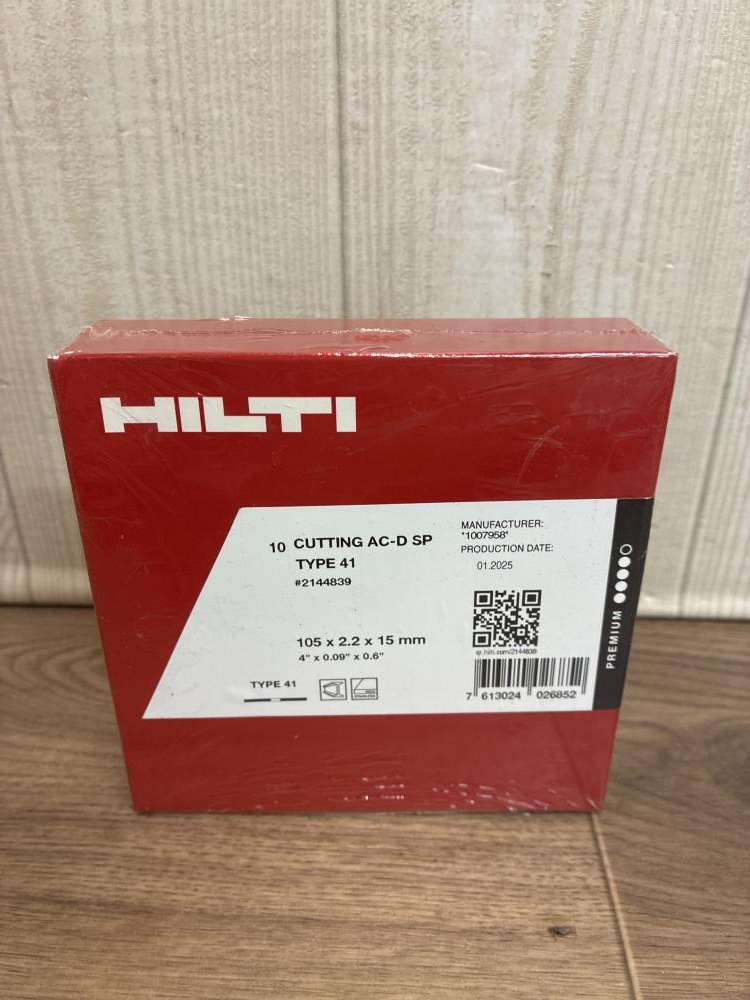 HILTI
10 CUTTING AC-D SP
TYPE 41
#2144839
105 x 2.2 x 15 mm
4" x 0.09" x 0.6"
TYPE 41
MANUFACTURER:
*1007958*
PRODUCTION DATE:
01.2025
qr.hilti.com/2144839
7 613024 026852
PREMIUM